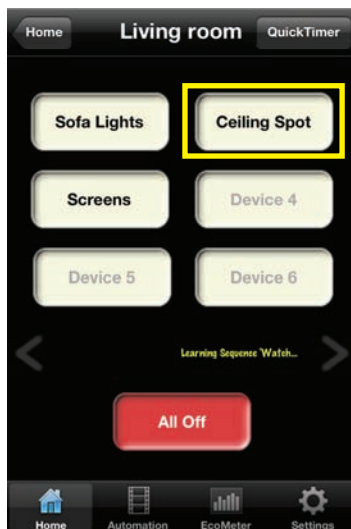 Home Living room QuickTimer
Sofa Lights Ceiling Spot
Screens Device 4
Device 5 Device 6
Learning Sequence 'Watch...
All Off
Home Automation EcoMeter Settings